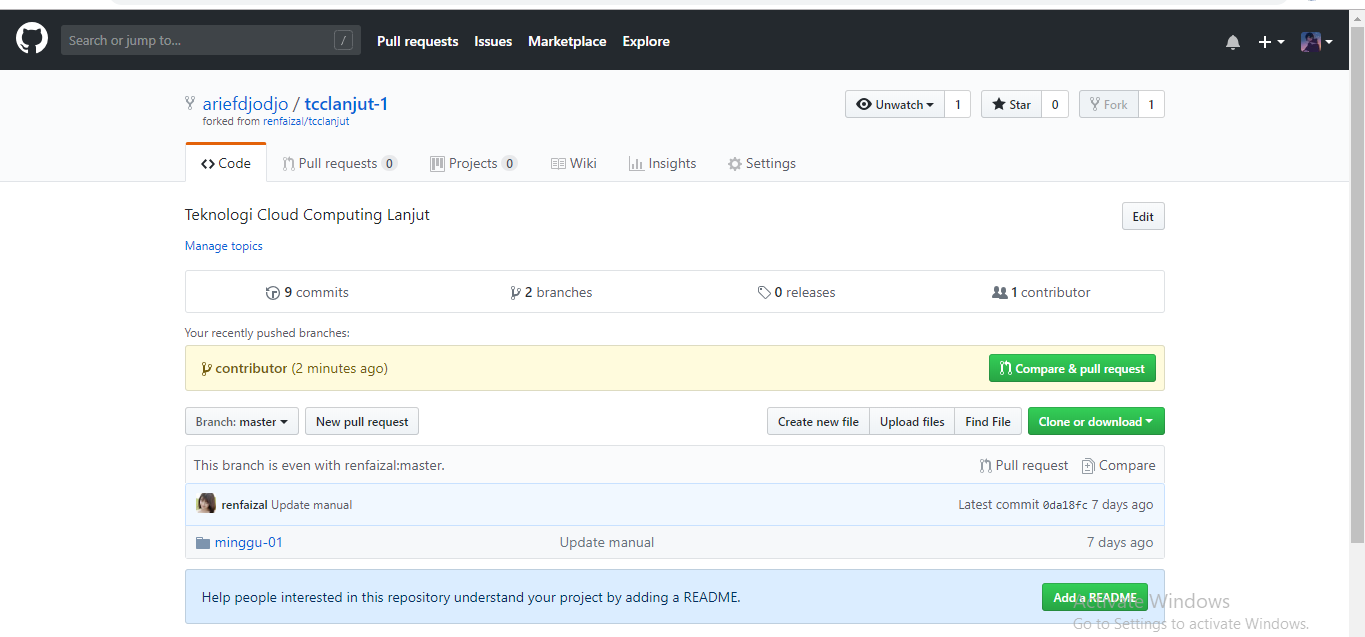 Search or jump to... /
Pull requests Issues Marketplace Explore
ariefdjodjo / tcclanjut-1
forked from renfaizal/tcclanjut
Unwatch 1 Star 0 Fork 1
Code Pull requests 0 Projects 0 Wiki Insights Settings
Teknologi Cloud Computing Lanjut
Edit
Manage topics
9 commits 2 branches 0 releases 1 contributor
Your recently pushed branches:
contributor (2 minutes ago) Compare & pull request
Branch: master New pull request Create new file Upload files Find File Clone or download
This branch is even with renfaizal:master. Pull request Compare
renfaizal Update manual Latest commit 0da18fc 7 days ago
minggu-01 Update manual 7 days ago
Help people interested in this repository understand your project by adding a README. Add a README
Activate Windows
Go to Settings to activate Windows.